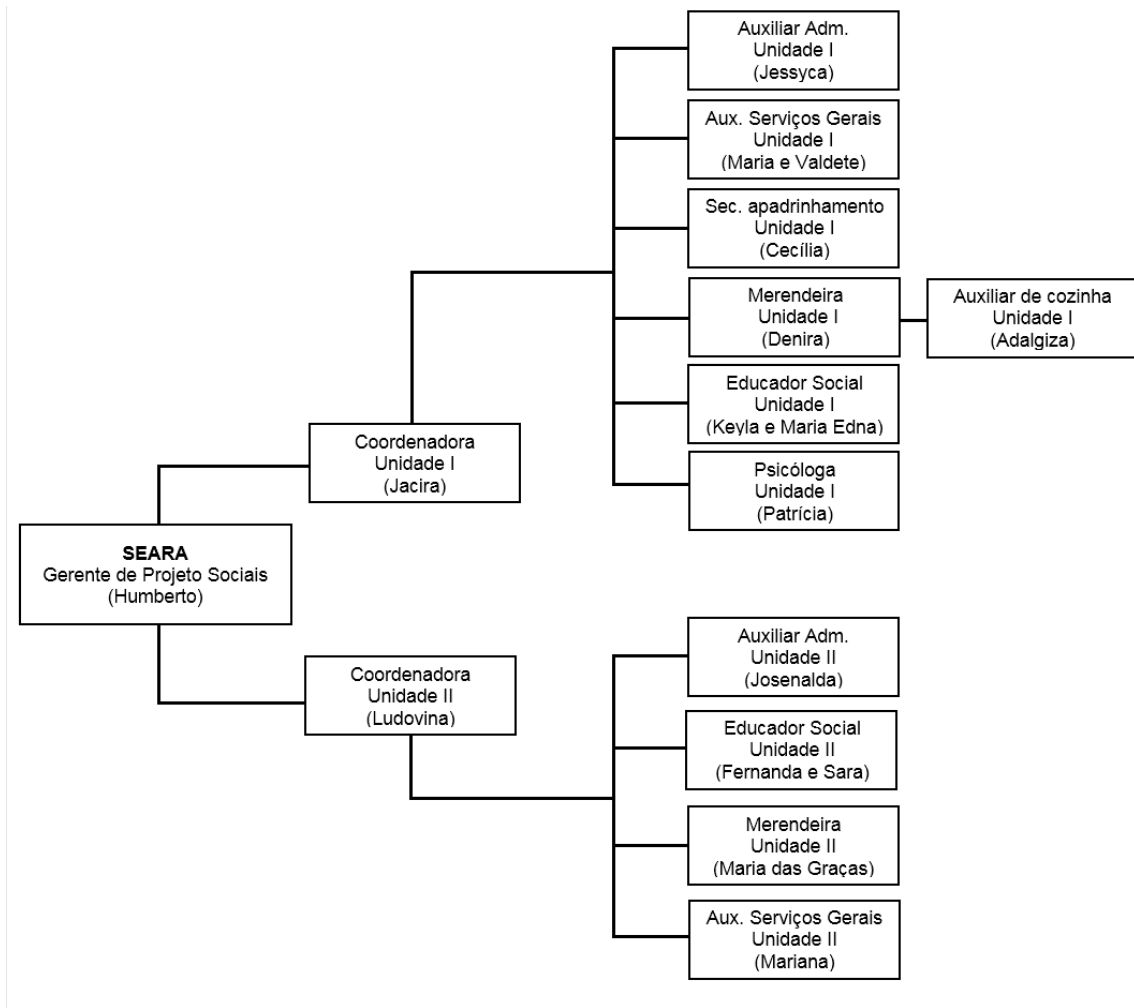 Auxiliar Adm.
Unidade I
(Jessyca)
Aux. Serviços Gerais
Unidade I
(Maria e Valdete)
Sec. apadrinhamento
Unidade I
(Cecília)
Merendeira
Unidade I
(Denira)
Auxiliar de cozinha
Unidade I
(Adalgiza)
Educador Social
Unidade I
(Keyla e Maria Edna)
Psicóloga
Unidade I
(Patrícia)
Coordenadora
Unidade I
(Jacira)
SEARA
Gerente de Projeto Sociais
(Humberto)
Coordenadora
Unidade II
(Ludovina)
Auxiliar Adm.
Unidade II
(Josenalda)
Educador Social
Unidade II
(Fernanda e Sara)
Merendeira
Unidade II
(Maria das Graças)
Aux. Serviços Gerais
Unidade II
(Mariana)